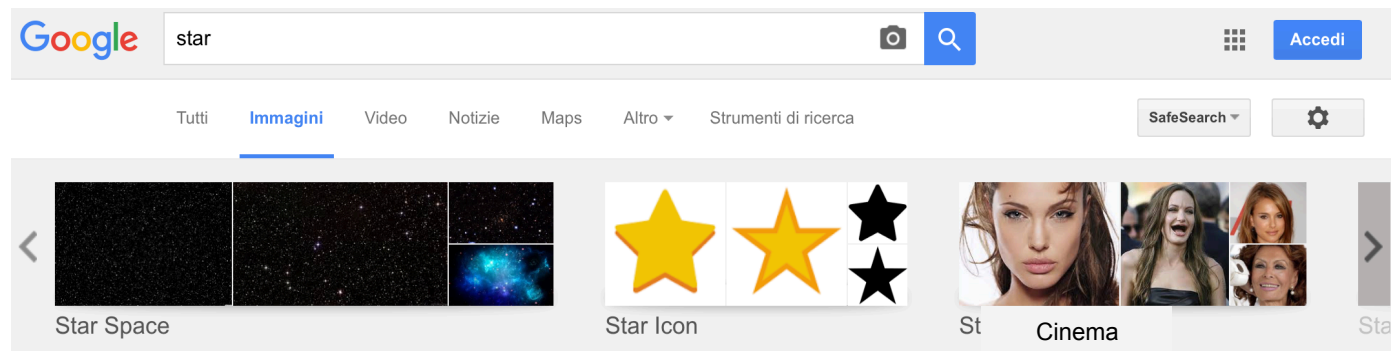 Google star Accedi
Tutti Immagini Video Notizie Maps Altro Strumenti di ricerca SafeSearch
Star Space Star Icon St Cinema Sta